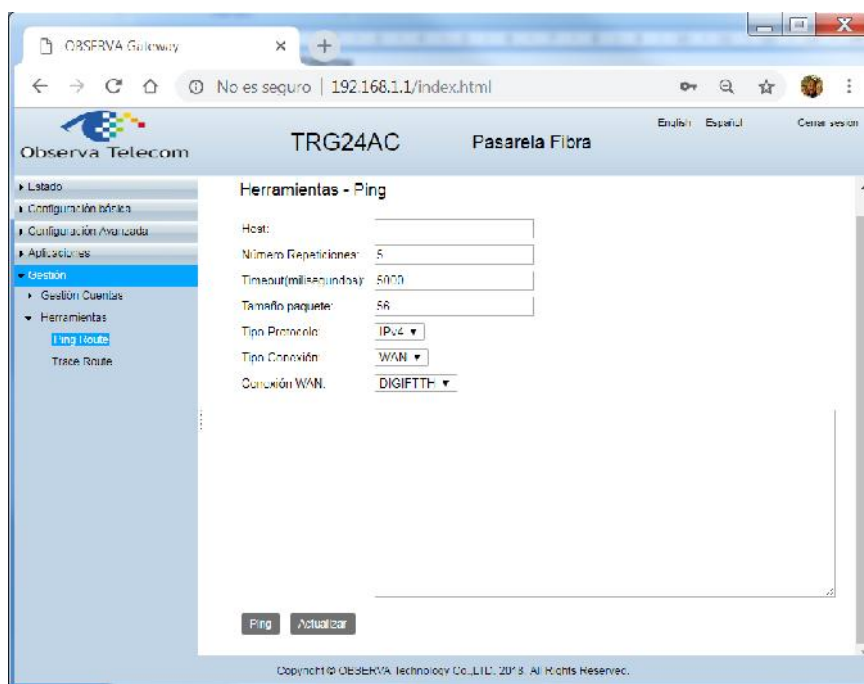 OBSERVA Gateway
No es seguro | 192.168.1.1/index.html
Observa Telecom
TRG24AC
Pasarela Fibra
English
Español
Cerrar sesion
Estado
Configuración básica
Configuración Avanzada
Aplicaciones
Gestión
Gestión Cuentas
Herramientas
Ping Route
Trace Route
Herramientas - Ping
Host:
Número Repeticiones: 5
Timeout(milisegundos): 5000
Tamaño paquete: 56
Tipo Protocolo: IPv4
Tipo Conexión: WAN
Conexión WAN: DIGIFTTH
Ping
Actualizar
Copyright © OBSERVA Technology Co.,LTD. 2018. All Rights Reserved.